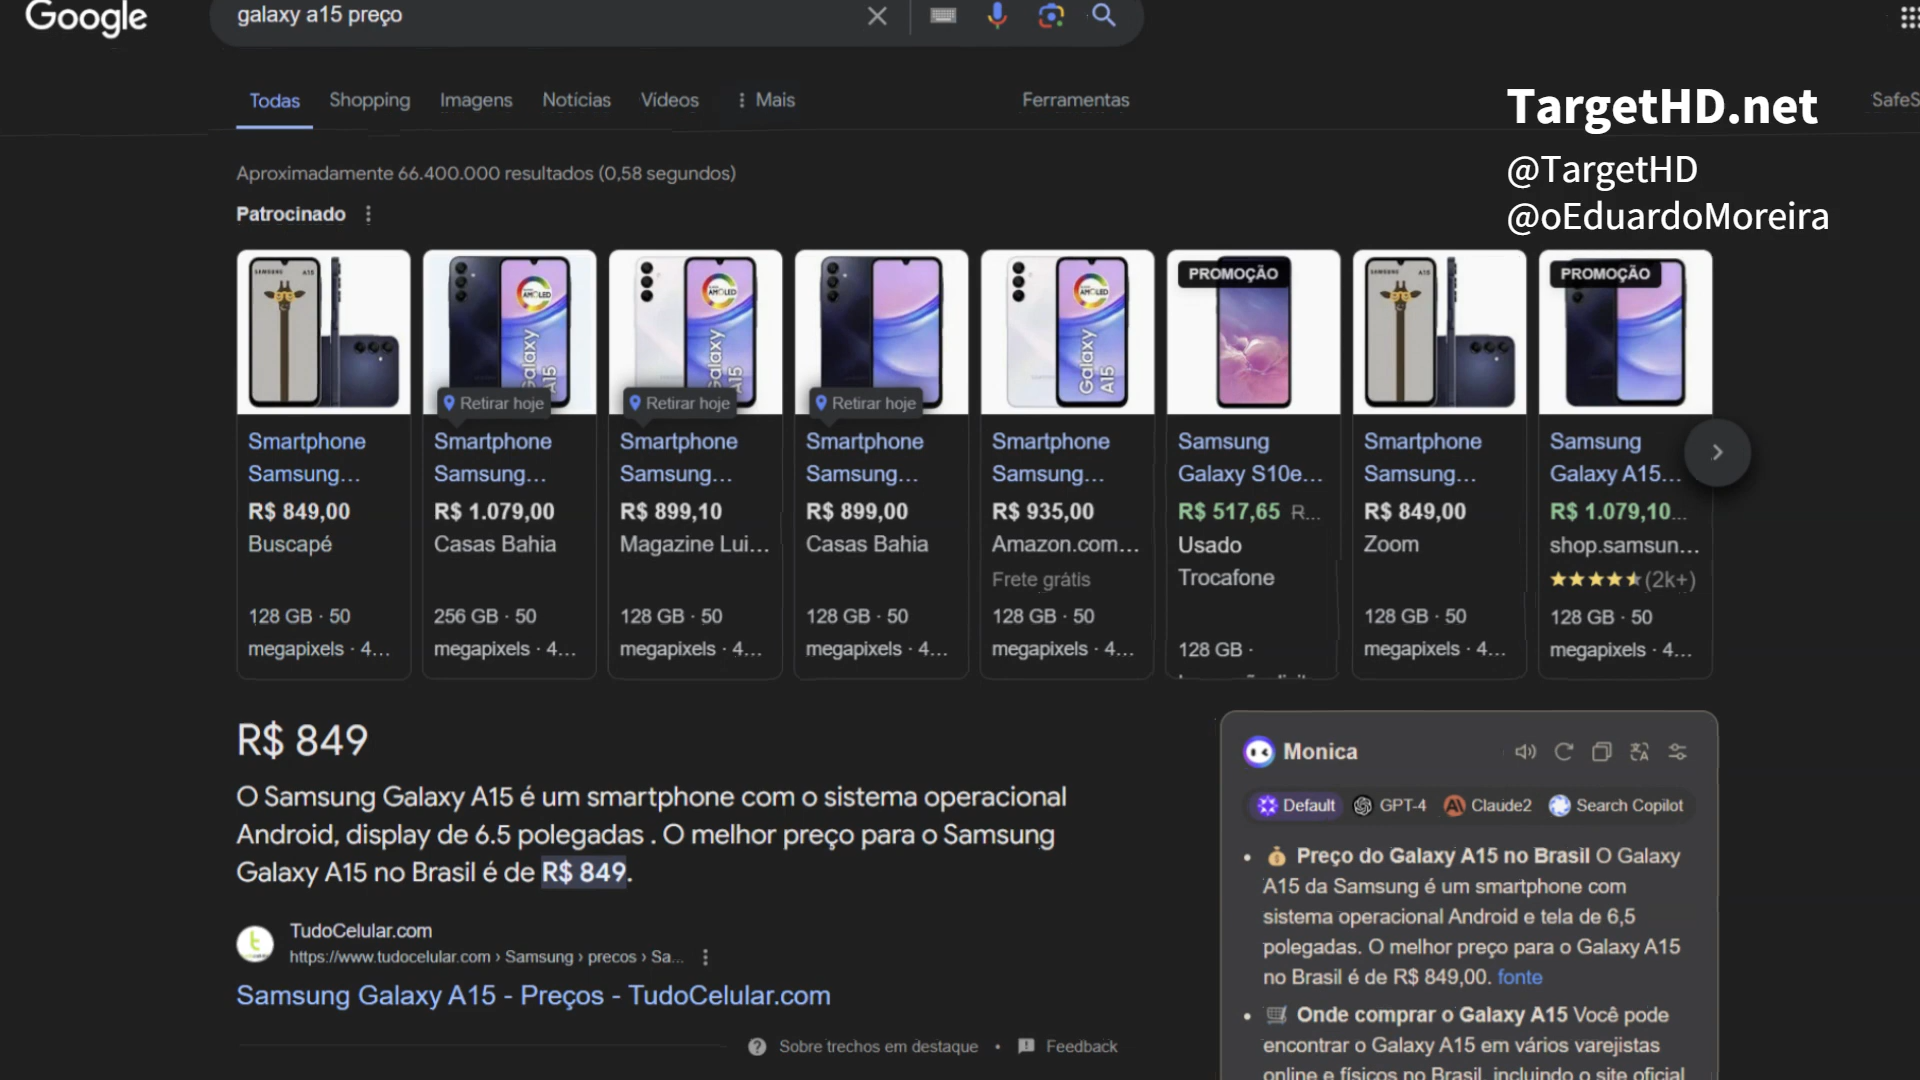 Google
galaxy a15 preço
Todas
Shopping
Imagens
Notícias
Vídeos
Mais
Ferramentas
SafeS
TargetHD.net
@TargetHD
@oEduardoMoreira
Aproximadamente 66.400.000 resultados (0,58 segundos)
Patrocinado
Smartphone
Samsung...
R$ 849,00
Buscapé
128 GB · 50
megapixels · 4...
Retirar hoje
Smartphone
Samsung...
R$ 1.079,00
Casas Bahia
256 GB · 50
megapixels · 4...
Retirar hoje
Smartphone
Samsung...
R$ 899,10
Magazine Lui...
128 GB · 50
megapixels · 4...
Retirar hoje
Smartphone
Samsung...
R$ 899,00
Casas Bahia
128 GB · 50
megapixels · 4...
Galaxy
A15
Smartphone
Samsung...
R$ 935,00
Amazon.com...
Frete grátis
128 GB · 50
megapixels · 4...
PROMOÇÃO
Samsung
Galaxy S10e...
R$ 517,65 R...
Usado
Trocafone
128 GB ·
Smartphone
Samsung...
R$ 849,00
Zoom
128 GB · 50
megapixels · 4...
PROMOÇÃO
Samsung
Galaxy A15...
R$ 1.079,10...
shop.samsun...
(2k+)
128 GB · 50
megapixels · 4...
R$ 849
O Samsung Galaxy A15 é um smartphone com o sistema operacional
Android, display de 6.5 polegadas . O melhor preço para o Samsung
Galaxy A15 no Brasil é de R$ 849.
TudoCelular.com
https://www.tudocelular.com › Samsung › precos › Sa...
Samsung Galaxy A15 - Preços - TudoCelular.com
Sobre trechos em destaque • Feedback
Monica
Default
GPT-4
Claude2
Search Copilot
• Preço do Galaxy A15 no Brasil O Galaxy
A15 da Samsung é um smartphone com
sistema operacional Android e tela de 6,5
polegadas. O melhor preço para o Galaxy A15
no Brasil é de R$ 849,00. fonte
• Onde comprar o Galaxy A15 Você pode
encontrar o Galaxy A15 em vários varejistas
online e físicos no Brasil, incluindo o site oficial